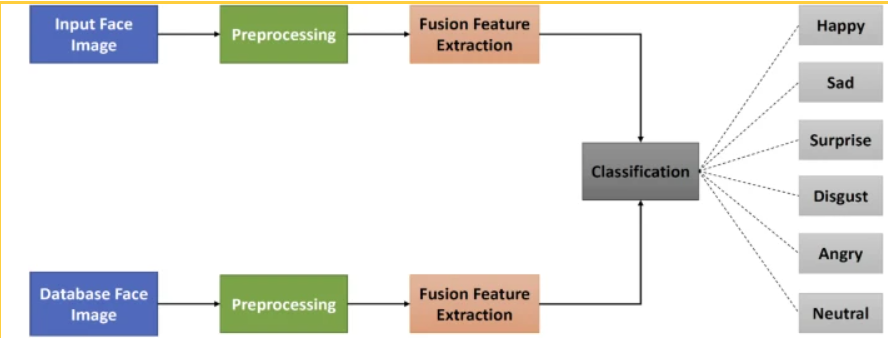 Input Face
Image
Preprocessing
Fusion Feature
Extraction
Happy
Sad
Surprise
Classification
Disgust
Angry
Database Face
Image
Preprocessing
Fusion Feature
Extraction
Neutral